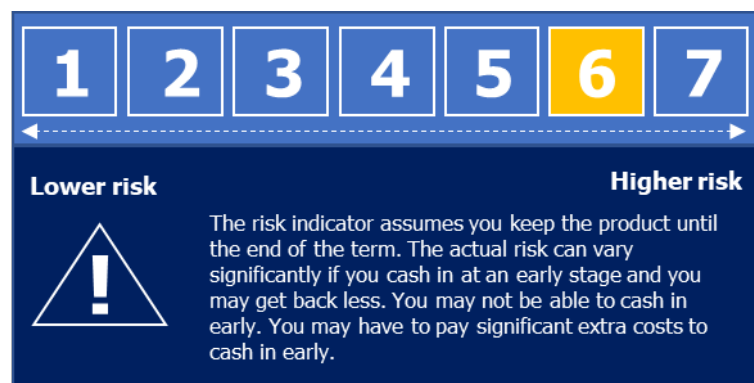 1 2 3 4 5 6 7
Lower risk
Higher risk
!
The risk indicator assumes you keep the product until
the end of the term. The actual risk can vary
significantly if you cash in at an early stage and you
may get back less. You may not be able to cash in
early. You may have to pay significant extra costs to
cash in early.